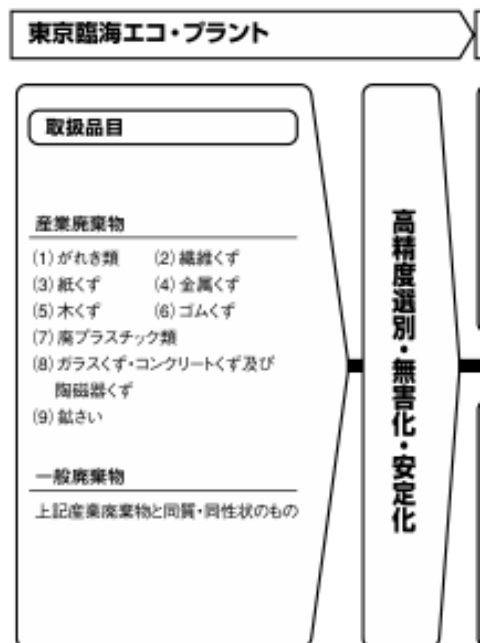 東京臨海エコ・プラント
取扱品目
産業廃棄物
(1)がれき類 (2)繊維くず
(3)紙くず (4)金属くず
(5)木くず (6)ゴムくず
(7)廃プラスチック類
(8)ガラスくず・コンクリートくず及び
陶磁器くず
(9)鉱さい
一般廃棄物
上記産業廃棄物と同質・同性状のもの
高精度選別・無害化・安定化